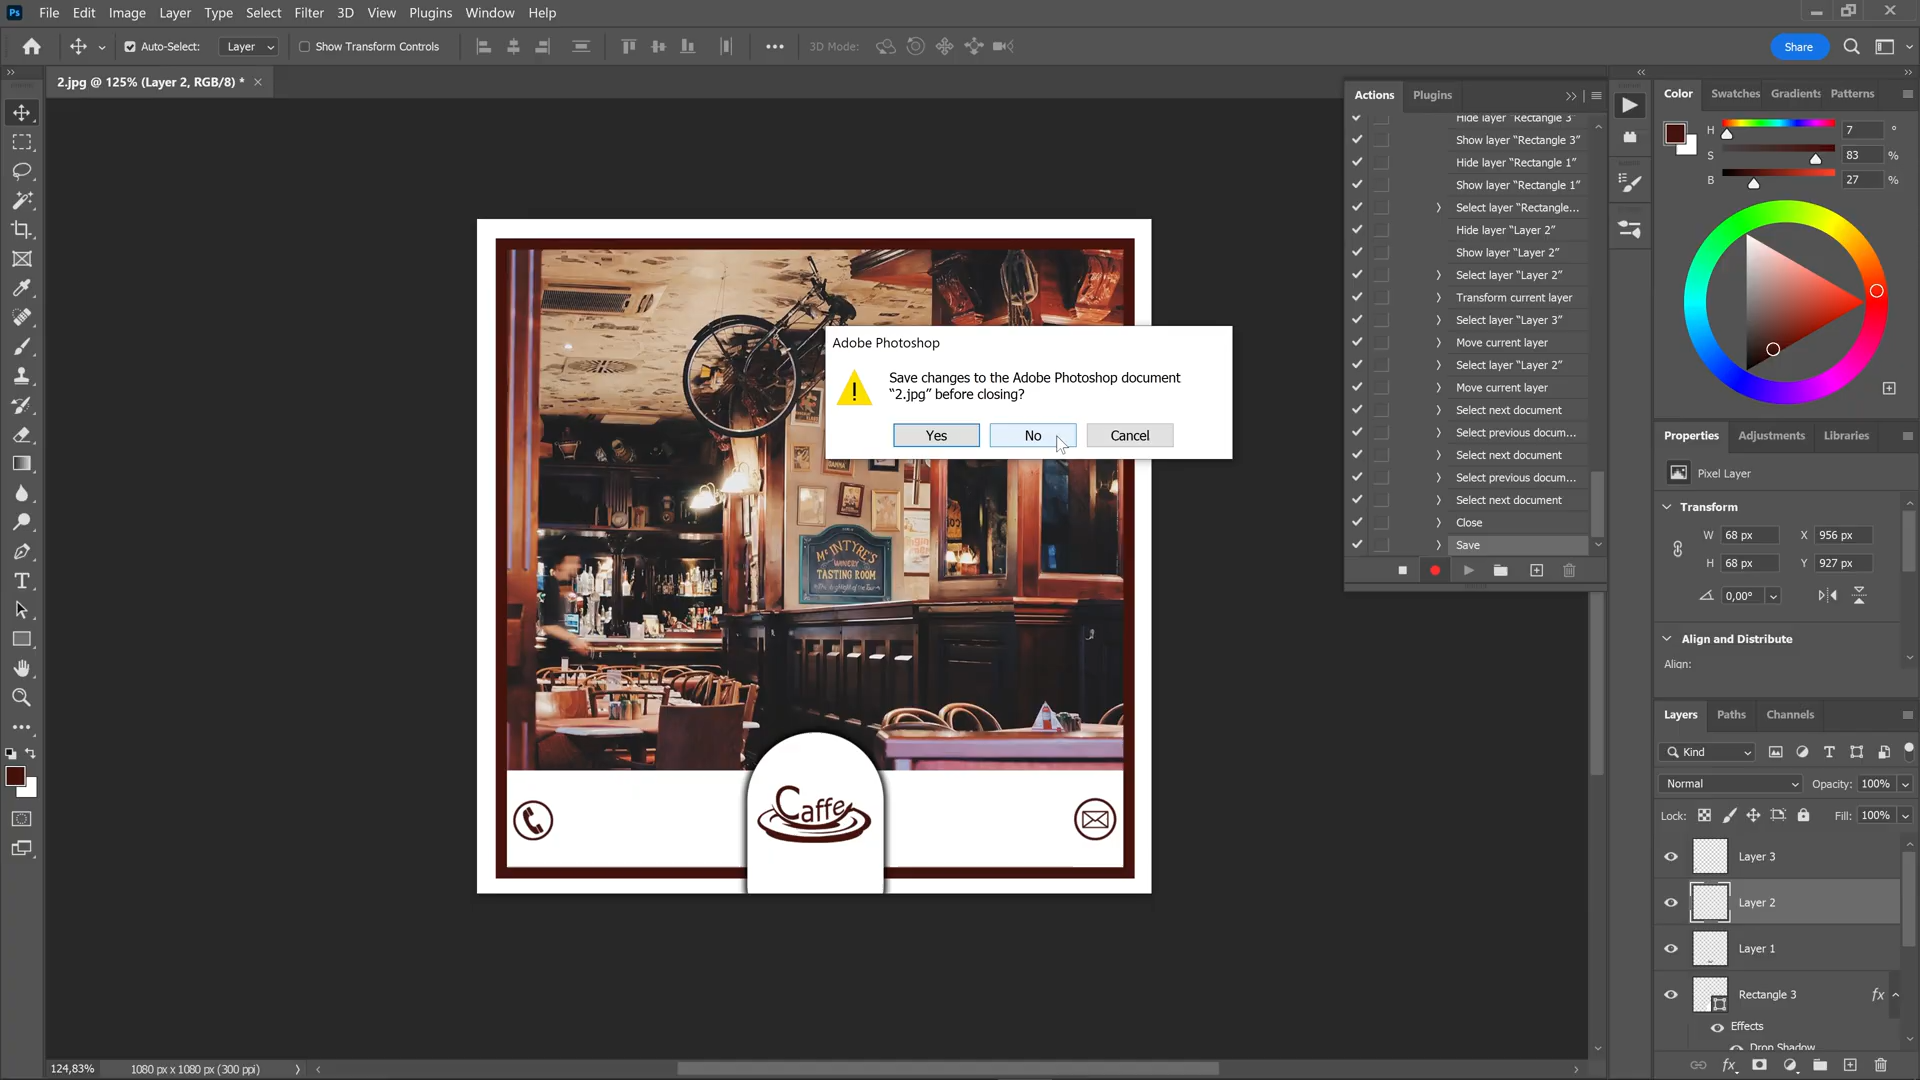 Ps File Edit Image Layer Type Select Filter 3D View Plugins Window Help
Auto-Select: Layer Show Transform Controls 3D Mode: Share
2.jpg @ 125% (Layer 2, RGB/8) *
Actions Plugins
Hide layer “Rectangle 3”
Show layer “Rectangle 3”
Hide layer “Rectangle 1”
Show layer “Rectangle 1”
Select layer “Rectangle...
Hide layer “Layer 2”
Show layer “Layer 2”
Select layer “Layer 2”
Transform current layer
Select layer “Layer 3”
Move current layer
Select layer “Layer 2”
Move current layer
Select next document
Select previous docum...
Select next document
Select previous docum...
Select next document
Close
Save
Color Swatches Gradients Patterns
H 7 °
S 83 %
B 27 %
Adobe Photoshop
Save changes to the Adobe Photoshop document
“2.jpg” before closing?
Yes No Cancel
McINTYRE'S
WINERY
TASTING ROOM
Caffe
Properties Adjustments Libraries
Pixel Layer
Transform
W 68 px X 956 px
H 68 px Y 927 px
0,00°
Align and Distribute
Align:
Layers Paths Channels
Kind
Normal Opacity: 100%
Lock: Fill: 100%
Layer 3
Layer 2
Layer 1
Rectangle 3 fx
Effects
Drop Shadow
fx
124,83% 1080 px x 1080 px (300 ppi)